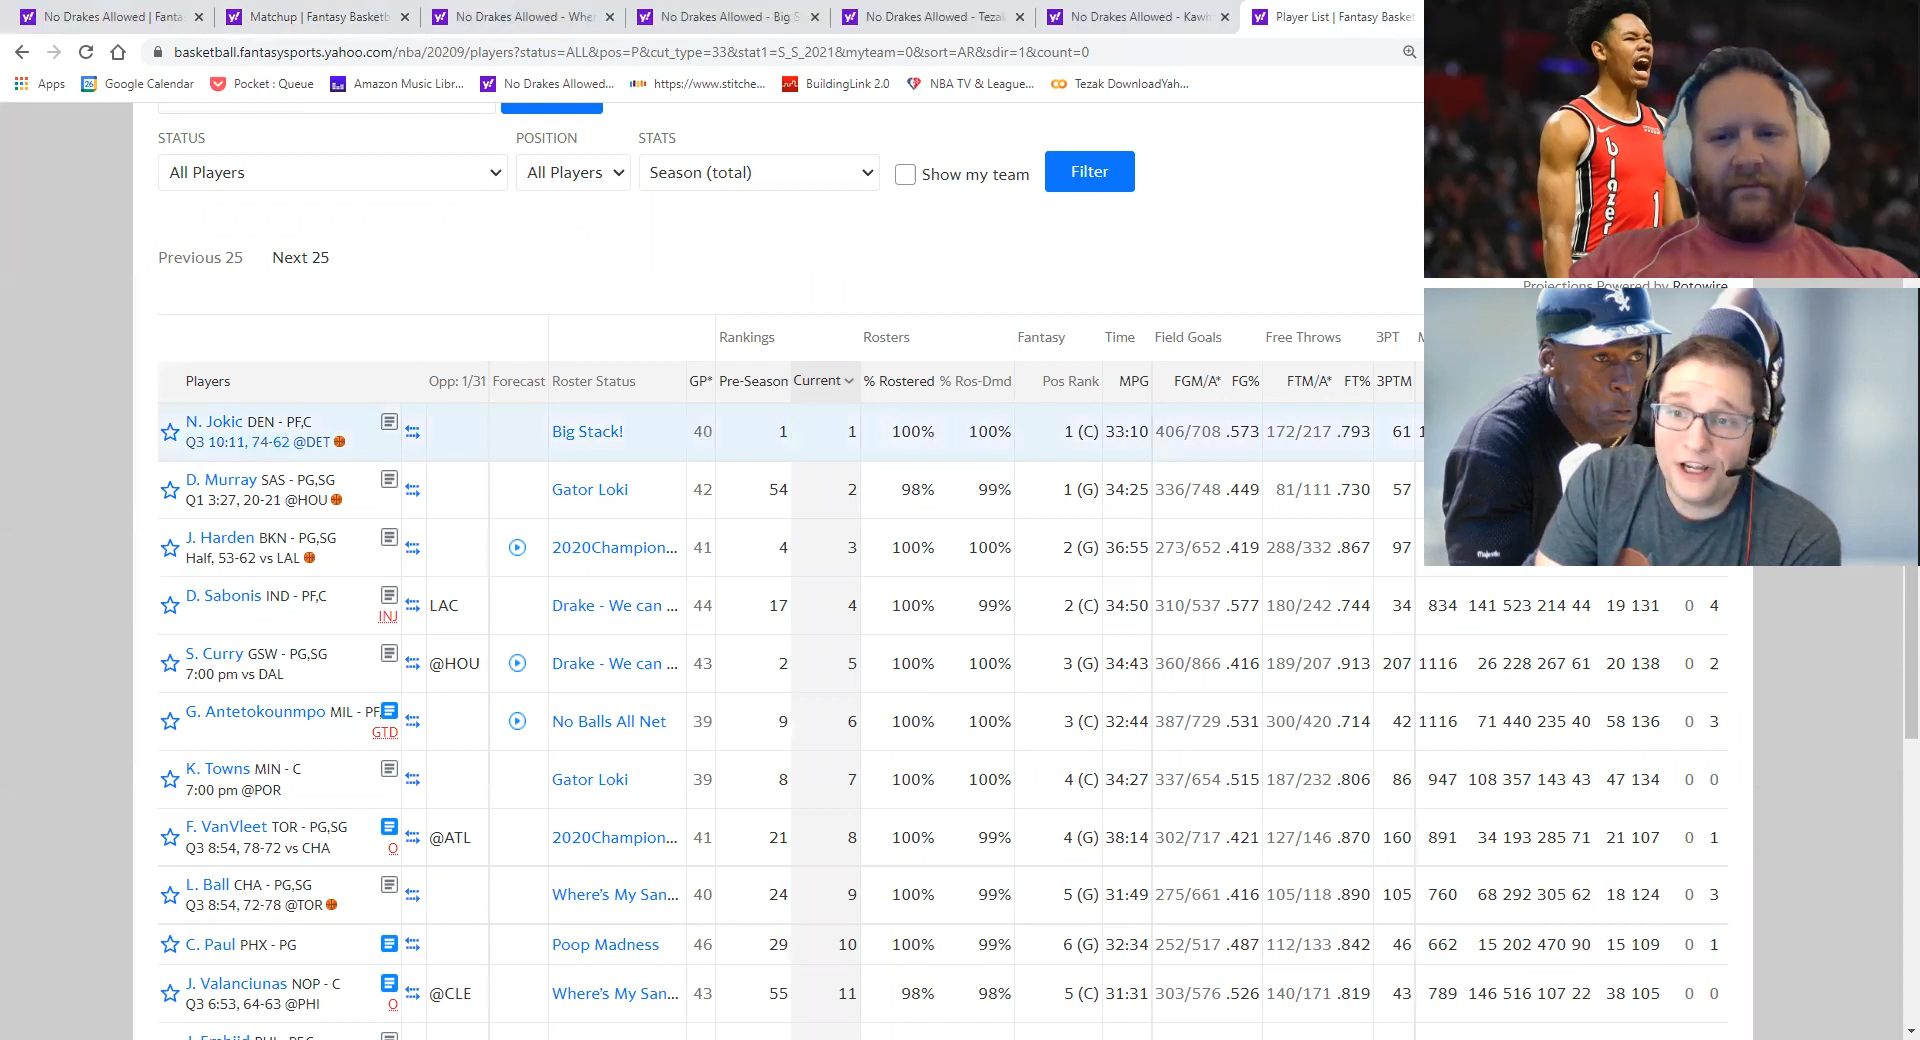 No Drakes Allowed | Fanta
Matchup | Fantasy Basketb
No Drakes Allowed - Wher
No Drakes Allowed - Big S
No Drakes Allowed - Teza
No Drakes Allowed - Kawh
Player List | Fantasy Basket
basketball.fantasysports.yahoo.com/nba/20209/players?status=ALL&pos=P&cut_type=33&stat1=S_S_2021&myteam=0&sort=AR&sdir=1&count=0
Apps Google Calendar Pocket : Queue Amazon Music Libr... No Drakes Allowed... https://www.stitche... BuildingLink 2.0 NBA TV & League... Tezak DownloadYah...
STATUS POSITION STATS
All Players All Players Season (total) Show my team Filter
Previous 25 Next 25
Projections Powered by Rotowire
Rankings Rosters Fantasy Time Field Goals Free Throws 3PT
Players Opp: 1/31 Forecast Roster Status GP* Pre-Season Current % Rostered % Ros-Dmd Pos Rank MPG FGM/A* FG% FTM/A* FT% 3PTM
N. Jokic DEN - PF,C Big Stack! 40 1 1 100% 100% 1 (C) 33:10 406/708 .573 172/217 .793 61 1
Q3 10:11, 74-62 @DET
D. Murray SAS - PG,SG Gator Loki 42 54 2 98% 99% 1 (G) 34:25 336/748 .449 81/111 .730 57
Q1 3:27, 20-21 @HOU
J. Harden BKN - PG,SG 2020Champion... 41 4 3 100% 100% 2 (G) 36:55 273/652 .419 288/332 .867 97
Half, 53-62 vs LAL
D. Sabonis IND - PF,C INJ LAC Drake - We can ... 44 17 4 100% 99% 2 (C) 34:50 310/537 .577 180/242 .744 34 834 141 523 214 44 19 131 0 4
S. Curry GSW - PG,SG @HOU Drake - We can ... 43 2 5 100% 100% 3 (G) 34:43 360/866 .416 189/207 .913 207 1116 26 228 267 61 20 138 0 2
7:00 pm vs DAL
G. Antetokounmpo MIL - PF, GTD No Balls All Net 39 9 6 100% 100% 3 (C) 32:44 387/729 .531 300/420 .714 42 1116 71 440 235 40 58 136 0 3
K. Towns MIN - C Gator Loki 39 8 7 100% 100% 4 (C) 34:27 337/654 .515 187/232 .806 86 947 108 357 143 43 47 134 0 0
7:00 pm @POR
F. VanVleet TOR - PG,SG @ATL 2020Champion... 41 21 8 100% 99% 4 (G) 38:14 302/717 .421 127/146 .870 160 891 34 193 285 71 21 107 0 1
Q3 8:54, 78-72 vs CHA O
L. Ball CHA - PG,SG Where's My San... 40 24 9 100% 99% 5 (G) 31:49 275/661 .416 105/118 .890 105 760 68 292 305 62 18 124 0 3
Q3 8:54, 72-78 @TOR
C. Paul PHX - PG Poop Madness 46 29 10 100% 99% 6 (G) 32:34 252/517 .487 112/133 .842 46 662 15 202 470 90 15 109 0 1
J. Valanciunas NOP - C @CLE Where's My San... 43 55 11 98% 98% 5 (C) 31:31 303/576 .526 140/171 .819 43 789 146 516 107 22 38 105 0 0
Q3 6:53, 64-63 @PHI O
blazers
1